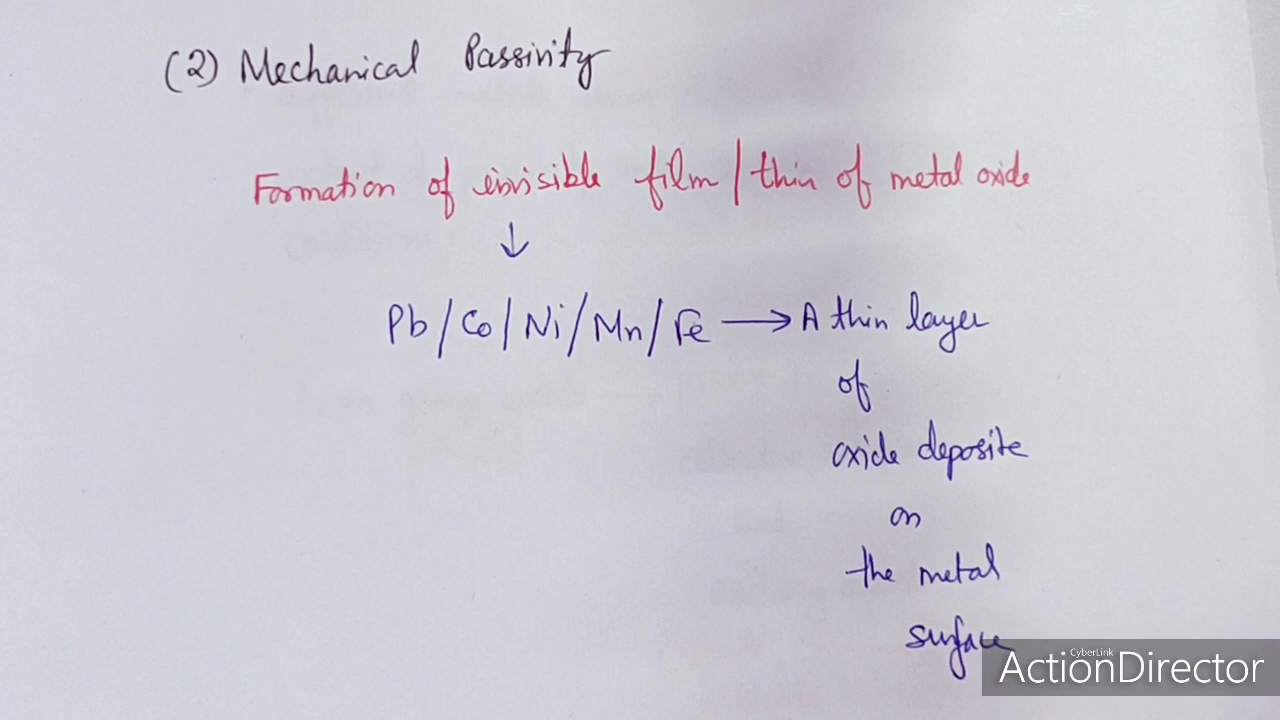 (2) Mechanical Passivity
Formation of invisible film / thin of metal oxide
↓
Pb / Co / Ni / Mn / Fe → A thin layer
of
oxide deposite
on
the metal
surface
CyberLink
ActionDirector